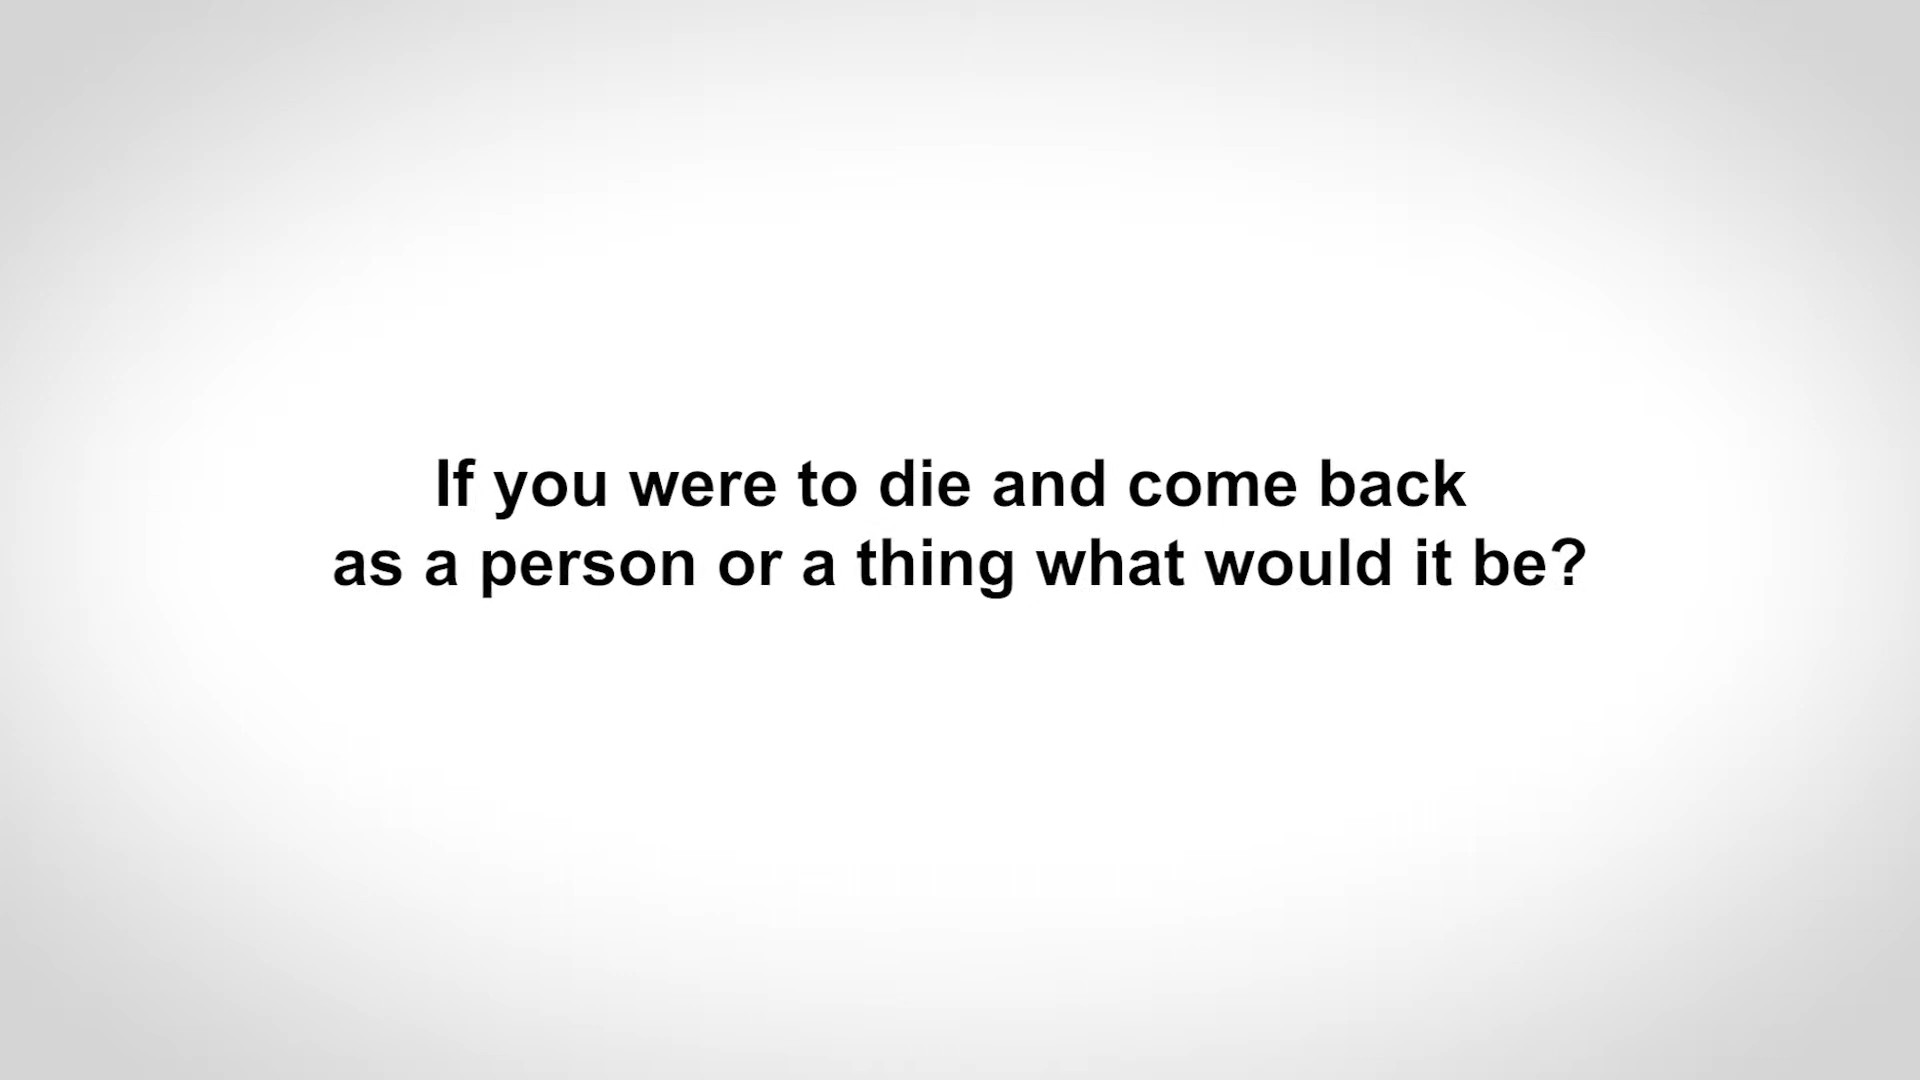 If you were to die and come back
as a person or a thing what would it be?